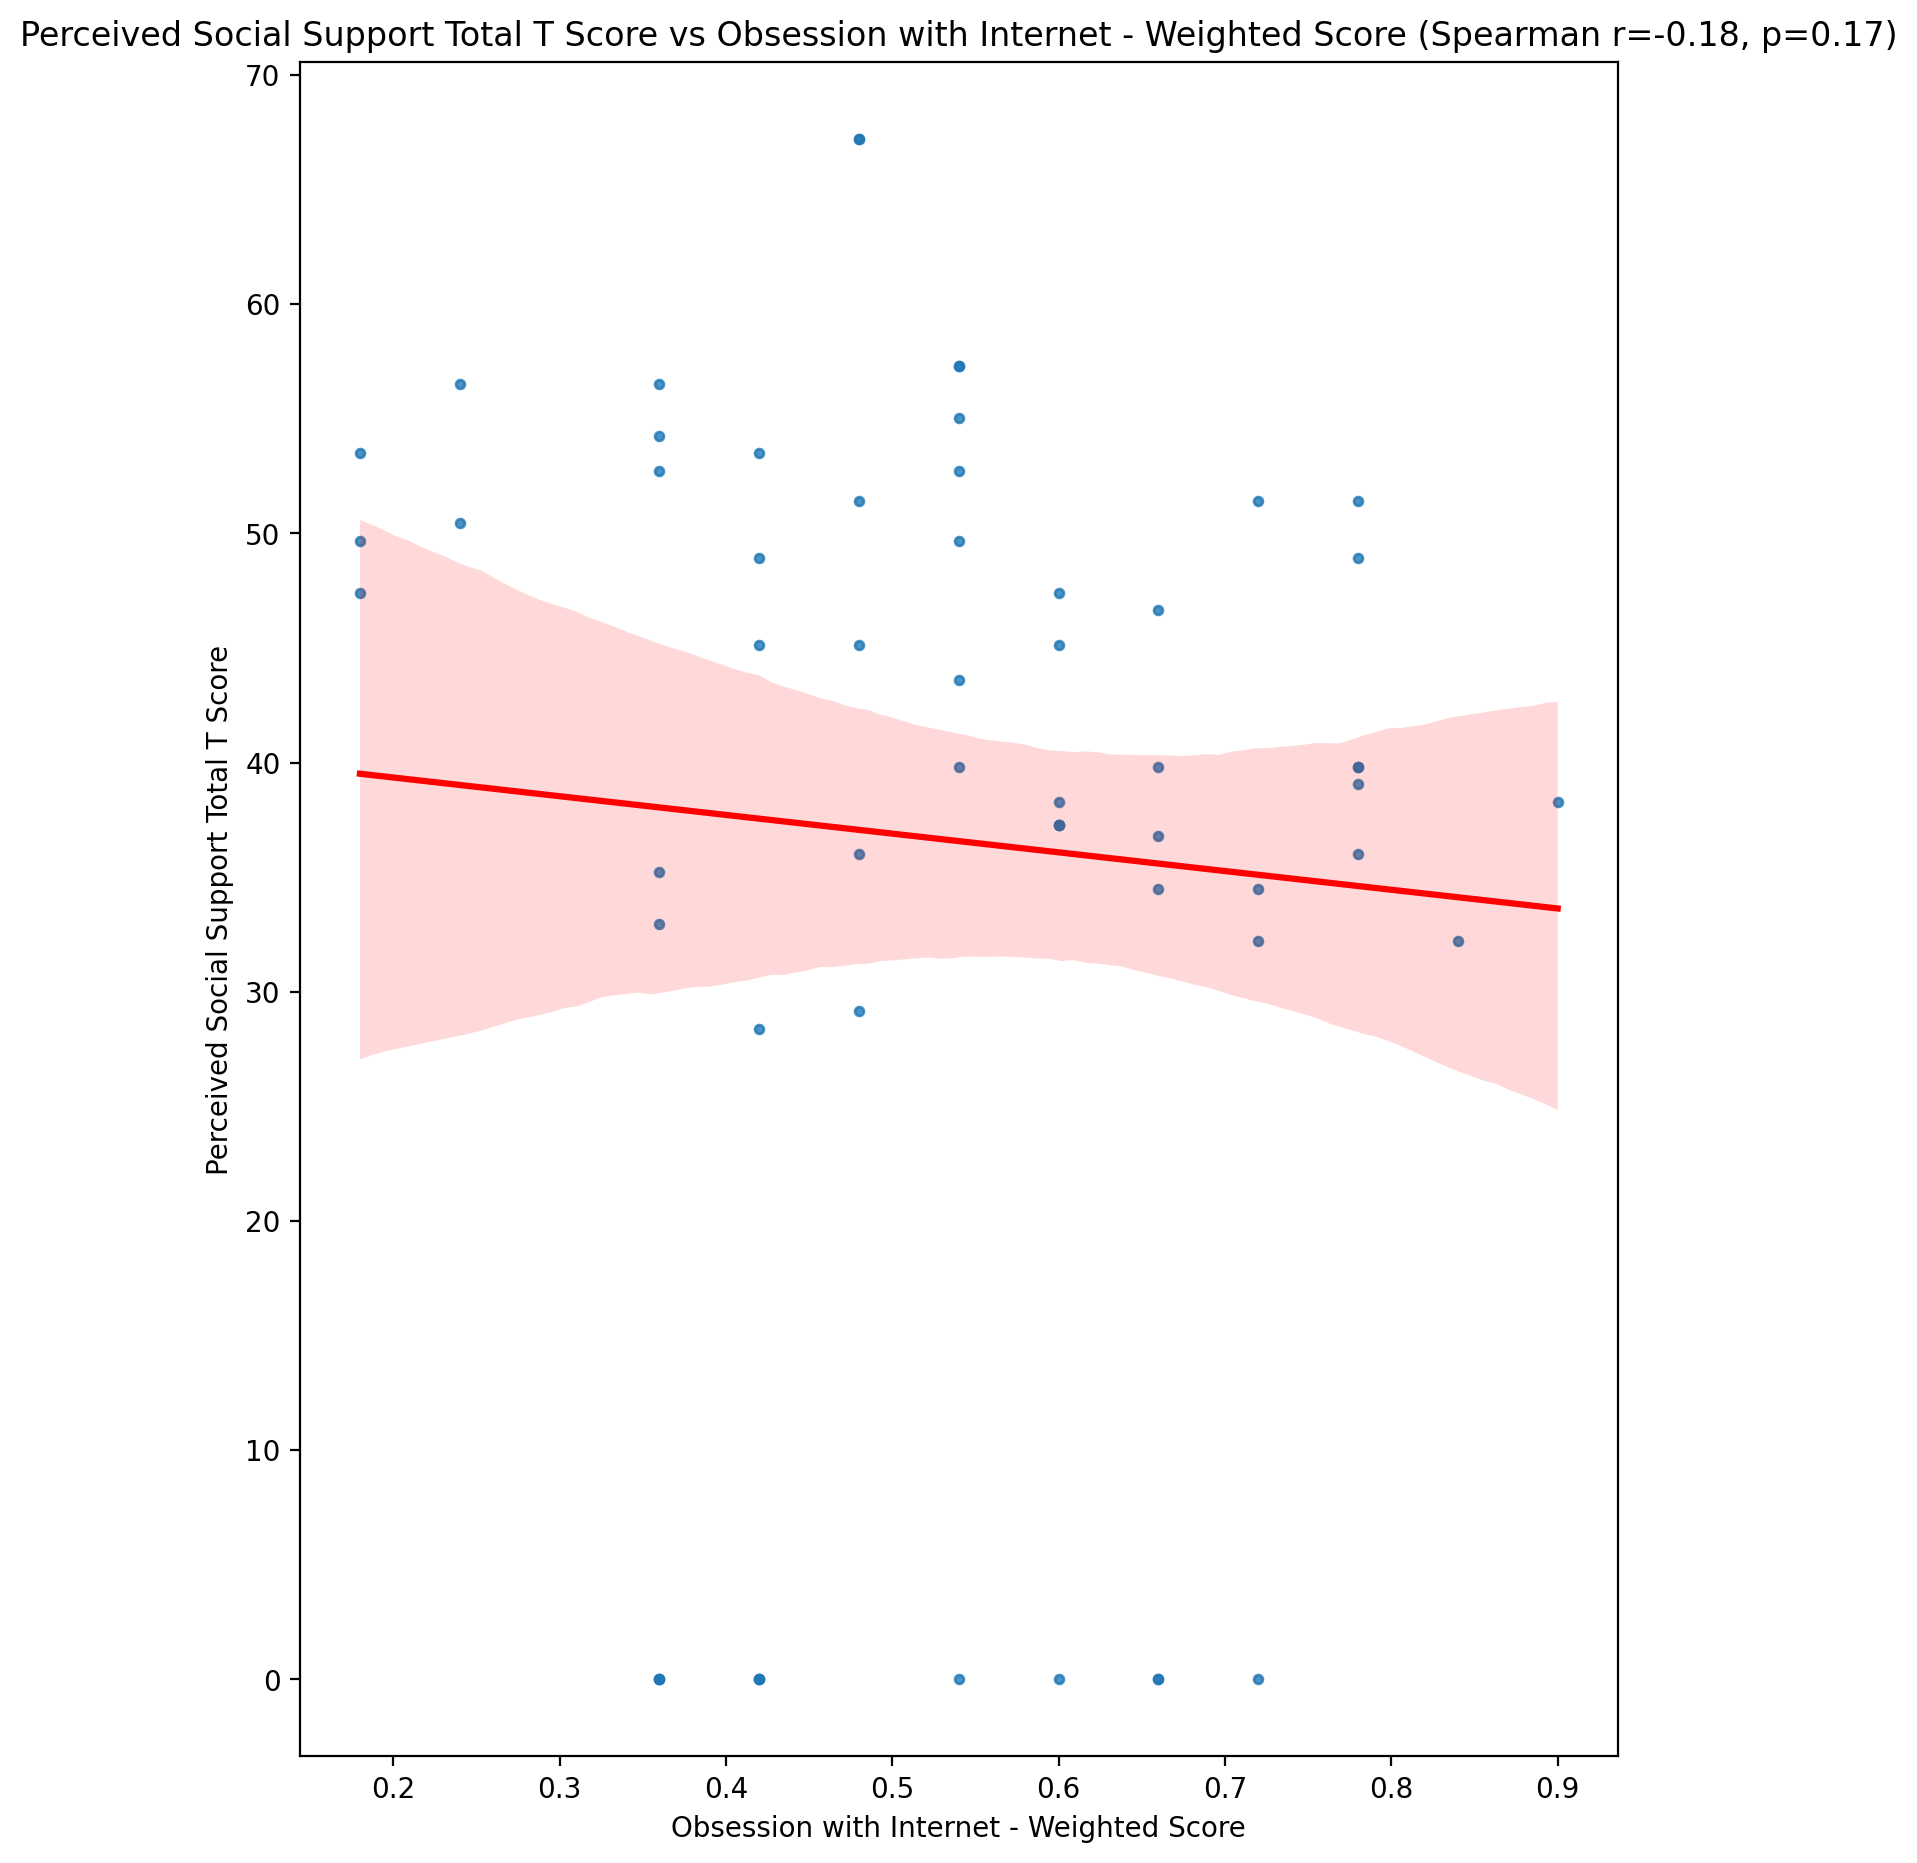 Perceived Social Support Total T Score vs Obsession with Internet - Weighted Score (Spearman r=-0.18, p=0.17)
70
60
50
40
30
20
10
0
Perceived Social Support Total T Score
0.2 0.3 0.4 0.5 0.6 0.7 0.8 0.9
Obsession with Internet - Weighted Score